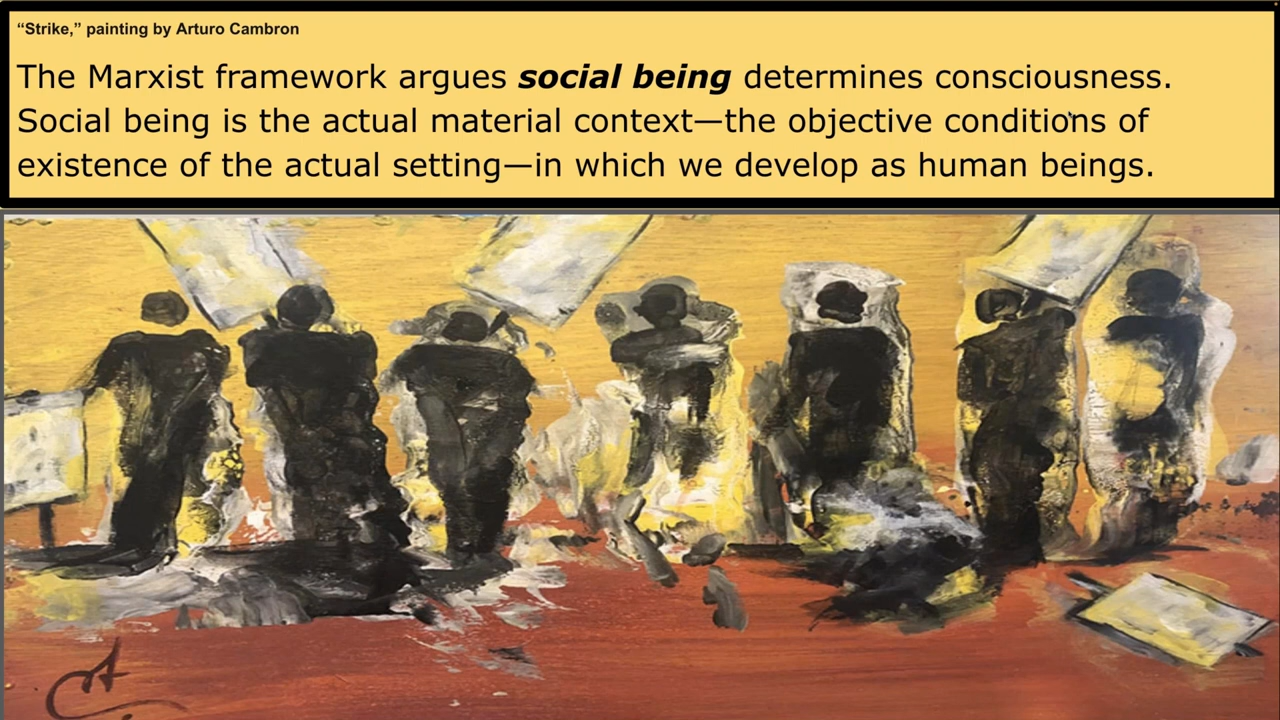 “Strike,” painting by Arturo Cambron
The Marxist framework argues social being determines consciousness.
Social being is the actual material context—the objective conditions of
existence of the actual setting—in which we develop as human beings.